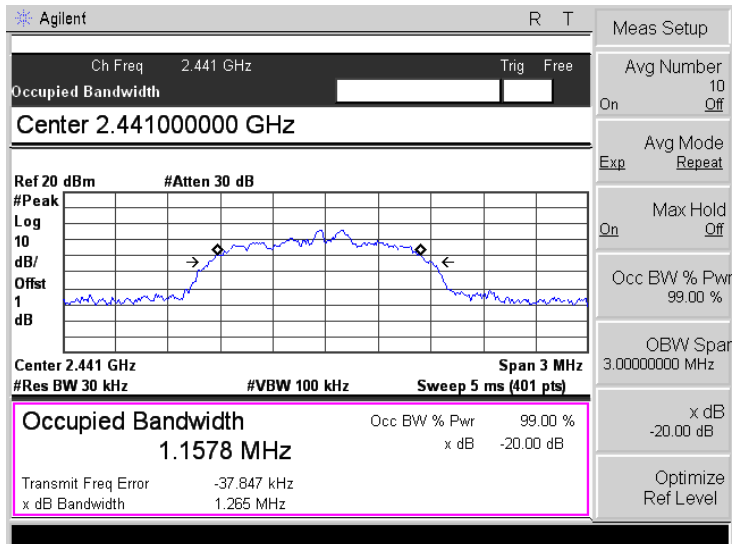 Agilent R T
Ch Freq 2.441 GHz Trig Free
Occupied Bandwidth
Center 2.441000000 GHz
Ref 20 dBm #Atten 30 dB
#Peak
Log
10
dB/
Offst
1
dB
Center 2.441 GHz Span 3 MHz
#Res BW 30 kHz #VBW 100 kHz Sweep 5 ms (401 pts)
Occupied Bandwidth
1.1578 MHz
Occ BW % Pwr 99.00 %
x dB -20.00 dB
Transmit Freq Error -37.847 kHz
x dB Bandwidth 1.265 MHz
Meas Setup
Avg Number
10
On Off
Avg Mode
Exp Repeat
Max Hold
On Off
Occ BW % Pwr
99.00 %
OBW Span
3.00000000 MHz
x dB
-20.00 dB
Optimize
Ref Level